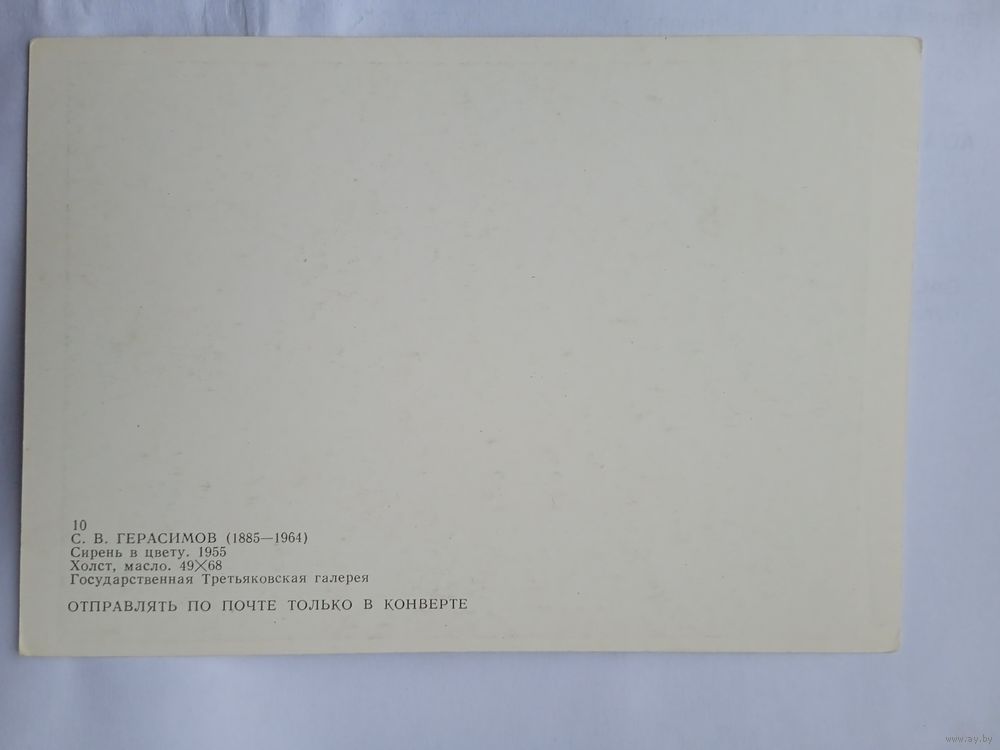 10
С. В. ГЕРАСИМОВ (1885—1964)
Сирень в цвету. 1955
Холст, масло. 49×68
Государственная Третьяковская галерея
ОТПРАВЛЯТЬ ПО ПОЧТЕ ТОЛЬКО В КОНВЕРТЕ
www.ay.by